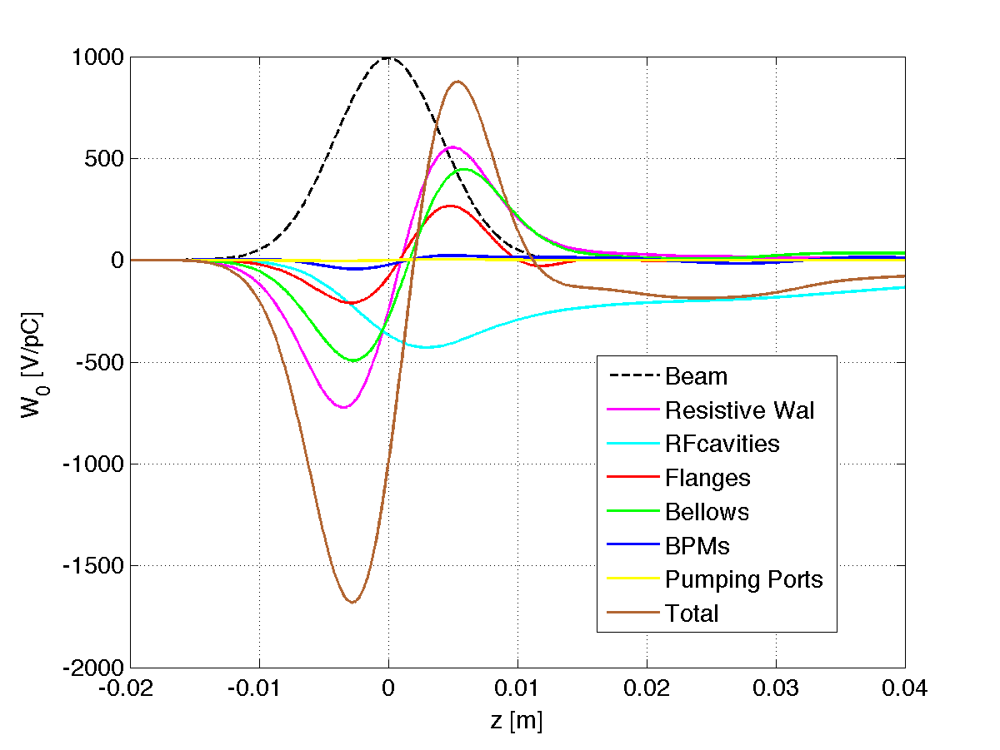 1000
500
0
-500
-1000
-1500
-2000
W0 [V/pC]
-0.02 -0.01 0 0.01 0.02 0.03 0.04
z [m]
Beam
Resistive Wal
RFcavities
Flanges
Bellows
BPMs
Pumping Ports
Total